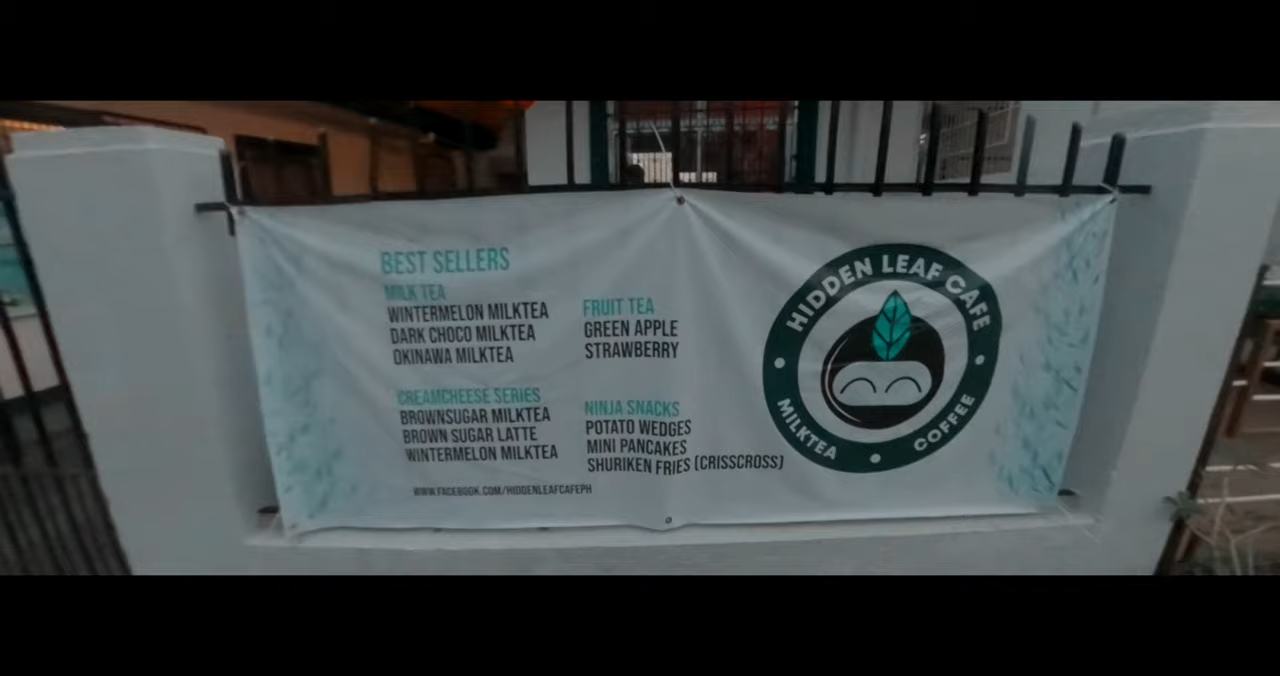 BEST SELLERS
MILK TEA
WINTERMELON MILKTEA
DARK CHOCO MILKTEA
OKINAWA MILKTEA
CREAMCHEESE SERIES
BROWNSUGAR MILKTEA
BROWN SUGAR LATTE
WINTERMELON MILKTEA
WWW.FACEBOOK.COM/HIDDENLEAFCAFEPH
FRUIT TEA
GREEN APPLE
STRAWBERRY
NINJA SNACKS
POTATO WEDGES
MINI PANCAKES
SHURIKEN FRIES (CRISSCROSS)
HIDDEN LEAF CAFE
MILKTEA
COFFEE